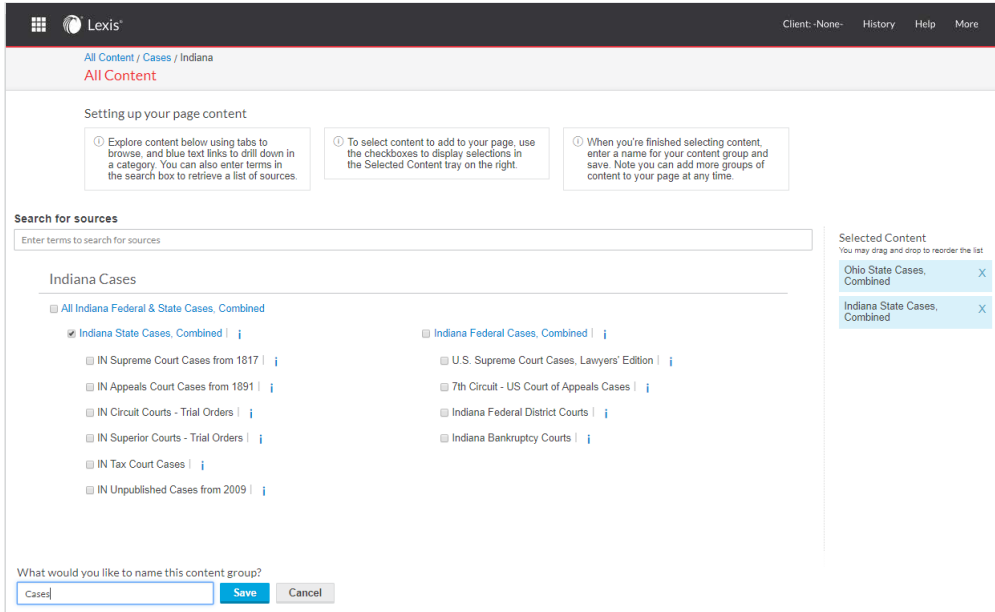 Lexis®
Client: -None- History Help More
All Content / Cases / Indiana
All Content
Setting up your page content
Explore content below using tabs to
browse, and blue text links to drill down in
a category. You can also enter terms in
the search box to retrieve a list of sources.
To select content to add to your page, use
the checkboxes to display selections in
the Selected Content tray on the right.
When you're finished selecting content,
enter a name for your content group and
save. Note you can add more groups of
content to your page at any time.
Search for sources
Enter terms to search for sources
Indiana Cases
All Indiana Federal & State Cases, Combined
Indiana State Cases, Combined | i
IN Supreme Court Cases from 1817 | i
IN Appeals Court Cases from 1891 | i
IN Circuit Courts - Trial Orders | i
IN Superior Courts - Trial Orders | i
IN Tax Court Cases | i
IN Unpublished Cases from 2009 | i
Indiana Federal Cases, Combined | i
U.S. Supreme Court Cases, Lawyers' Edition | i
7th Circuit - US Court of Appeals Cases | i
Indiana Federal District Courts | i
Indiana Bankruptcy Courts | i
Selected Content
You may drag and drop to reorder the list
Ohio State Cases,
Combined X
Indiana State Cases,
Combined X
What would you like to name this content group?
Cases Save Cancel